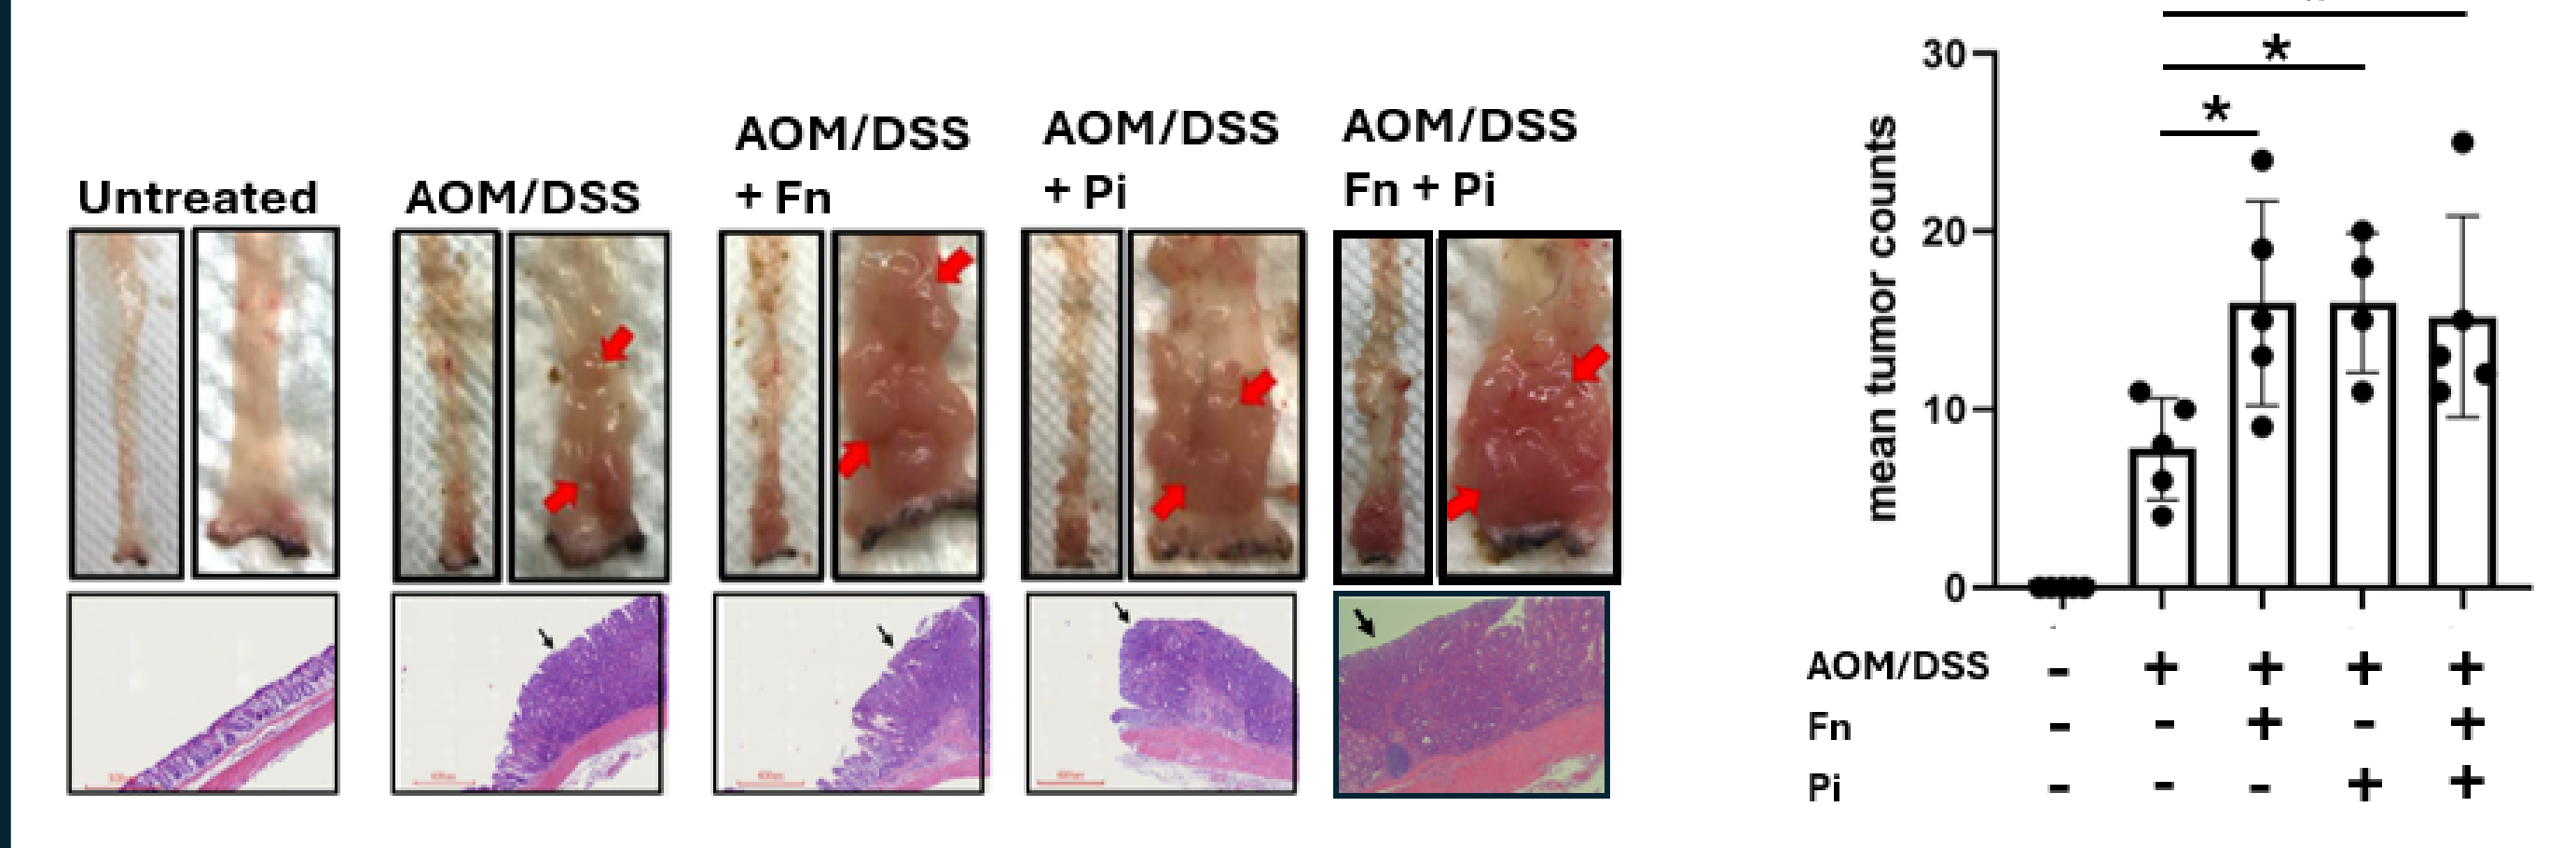 Untreated
AOM/DSS
AOM/DSS
+ Fn
AOM/DSS
+ Pi
AOM/DSS
Fn + Pi
mean tumor counts
30
20
10
0
*
*
AOM/DSS - + + + +
Fn - - + - +
Pi - - - + +